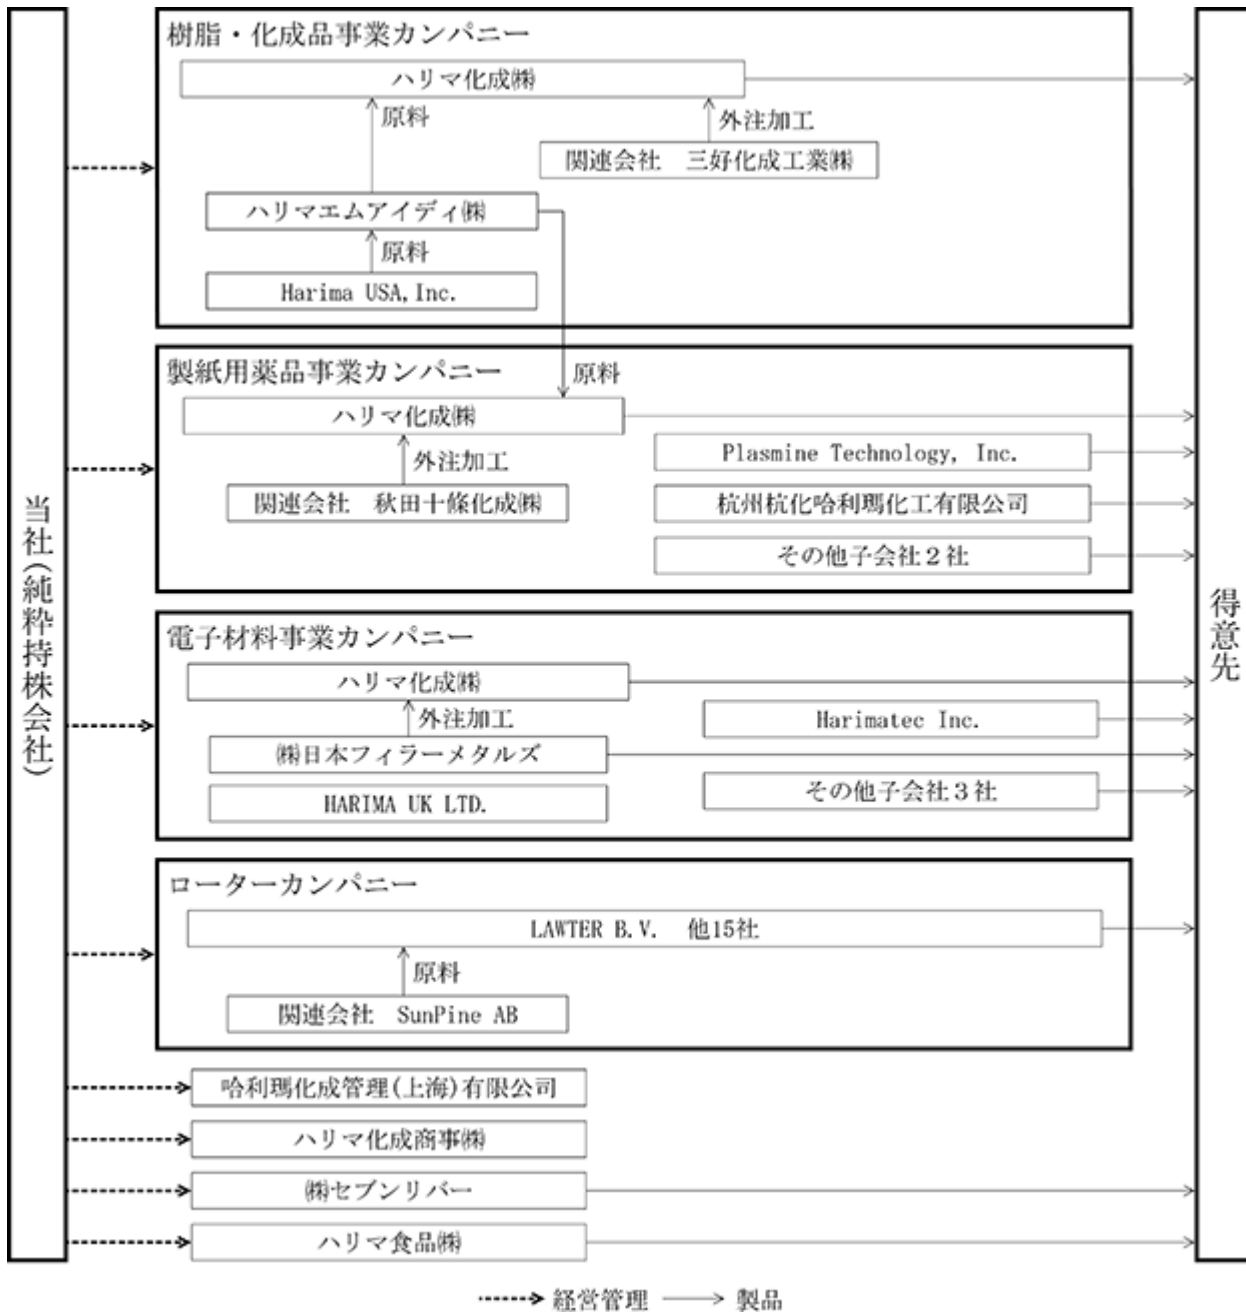 当社(純粋持株会社)
樹脂・化成品事業カンパニー
ハリマ化成㈱
原料
外注加工
関連会社　三好化成工業㈱
ハリマエムアイディ㈱
原料
Harima USA, Inc.
製紙用薬品事業カンパニー
原料
ハリマ化成㈱
外注加工
Plasmine Technology, Inc.
関連会社　秋田十條化成㈱
杭州杭化哈利瑪化工有限公司
その他子会社２社
電子材料事業カンパニー
ハリマ化成㈱
外注加工
Harimatec Inc.
㈱日本フィラーメタルズ
その他子会社３社
HARIMA UK LTD.
ローターカンパニー
LAWTER B.V.　他15社
原料
関連会社　SunPine AB
哈利瑪化成管理(上海)有限公司
ハリマ化成商事㈱
㈱セブンリバー
ハリマ食品㈱
得意先
経営管理
製品